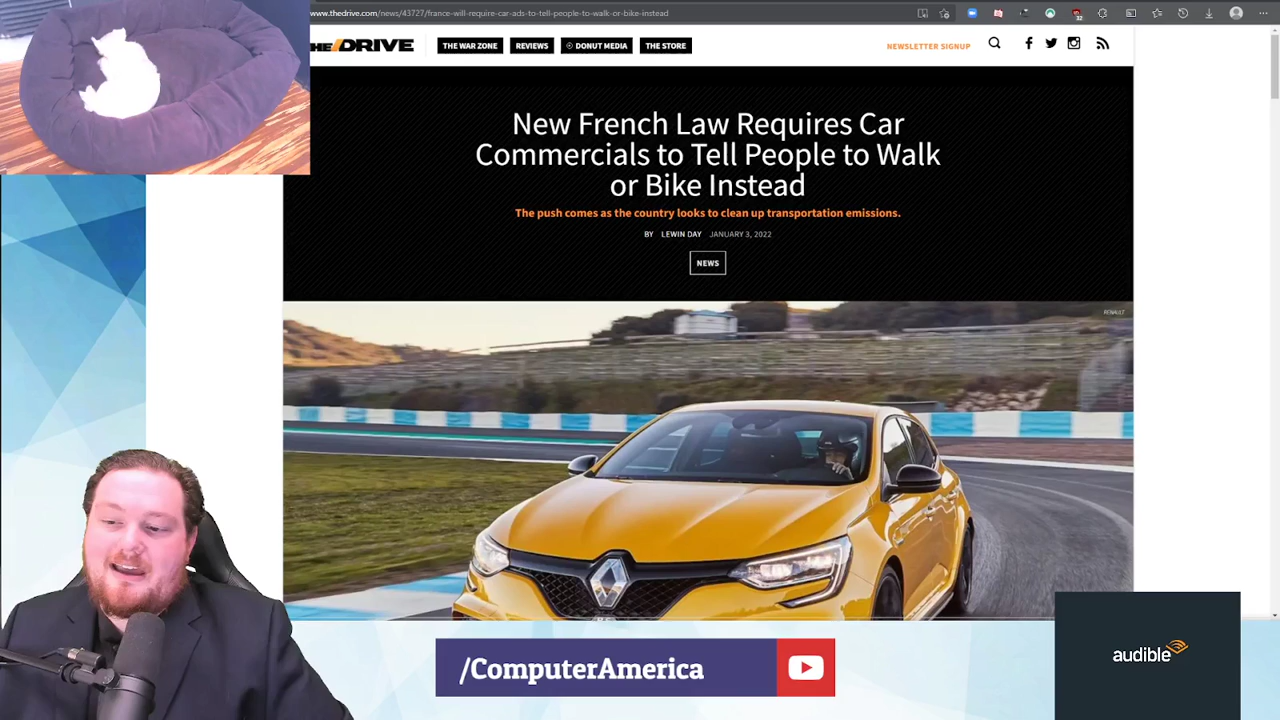 www.thedrive.com/news/43727/france-will-require-car-ads-to-tell-people-to-walk-or-bike-instead
32
THE/DRIVE
THE WAR ZONE
REVIEWS
DONUT MEDIA
THE STORE
NEWSLETTER SIGNUP
New French Law Requires Car
Commercials to Tell People to Walk
or Bike Instead
The push comes as the country looks to clean up transportation emissions.
BY LEWIN DAY JANUARY 3, 2022
NEWS
RENAULT
/ComputerAmerica
audible